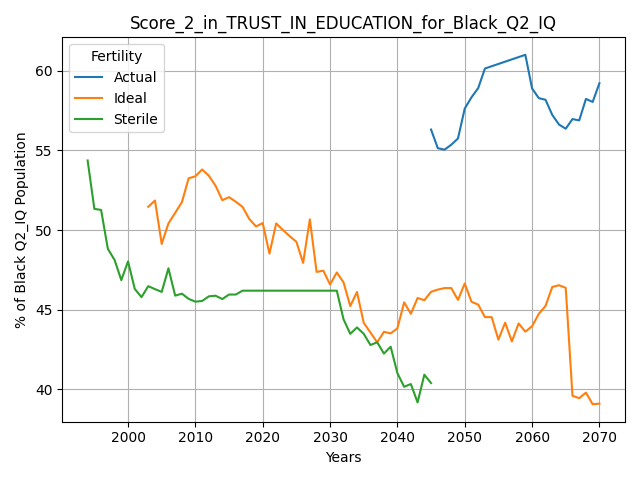 Score_2_in_TRUST_IN_EDUCATION_for_Black_Q2_IQ
Fertility
Actual
Ideal
Sterile
% of Black Q2_IQ Population
60
55
50
45
40
2000
2010
2020
2030
2040
2050
2060
2070
Years